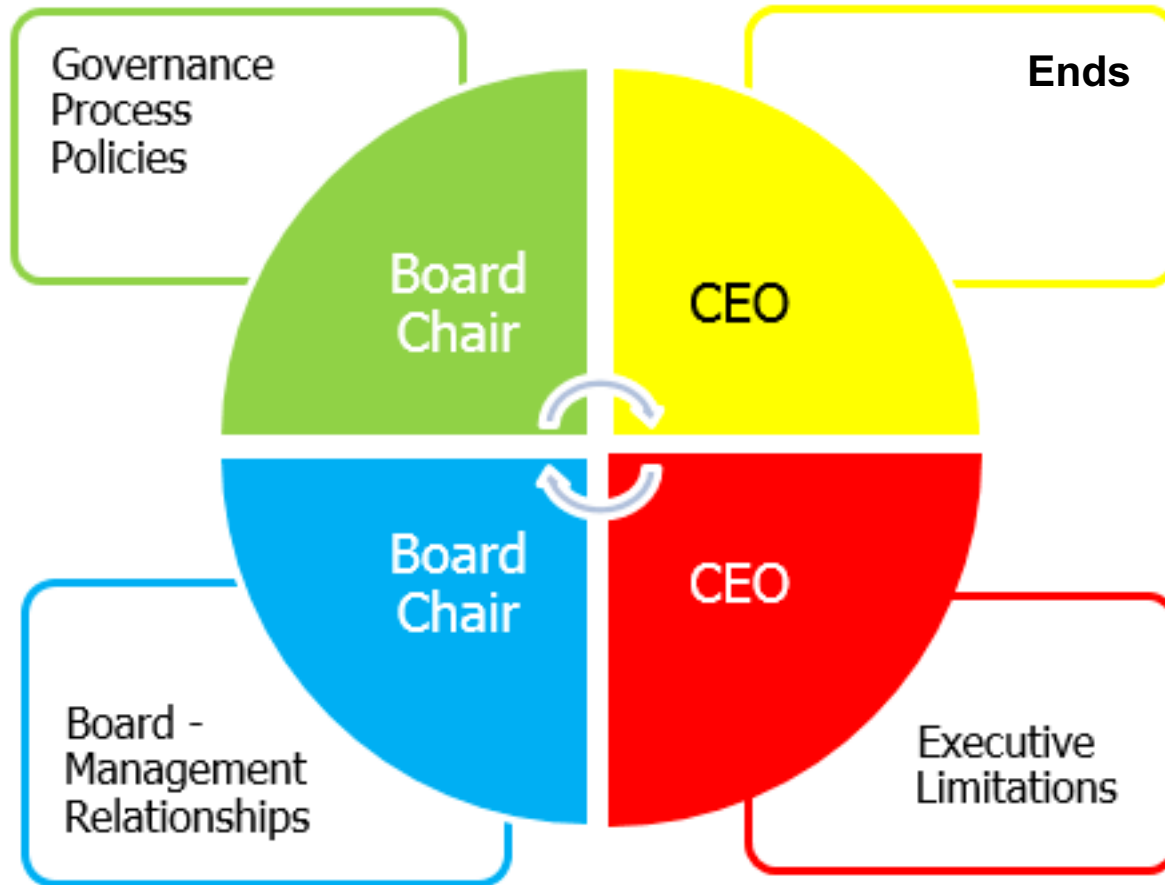 Governance
Process
Policies
Ends
Board
Chair
CEO
Board
Chair
CEO
Board -
Management
Relationships
Executive
Limitations